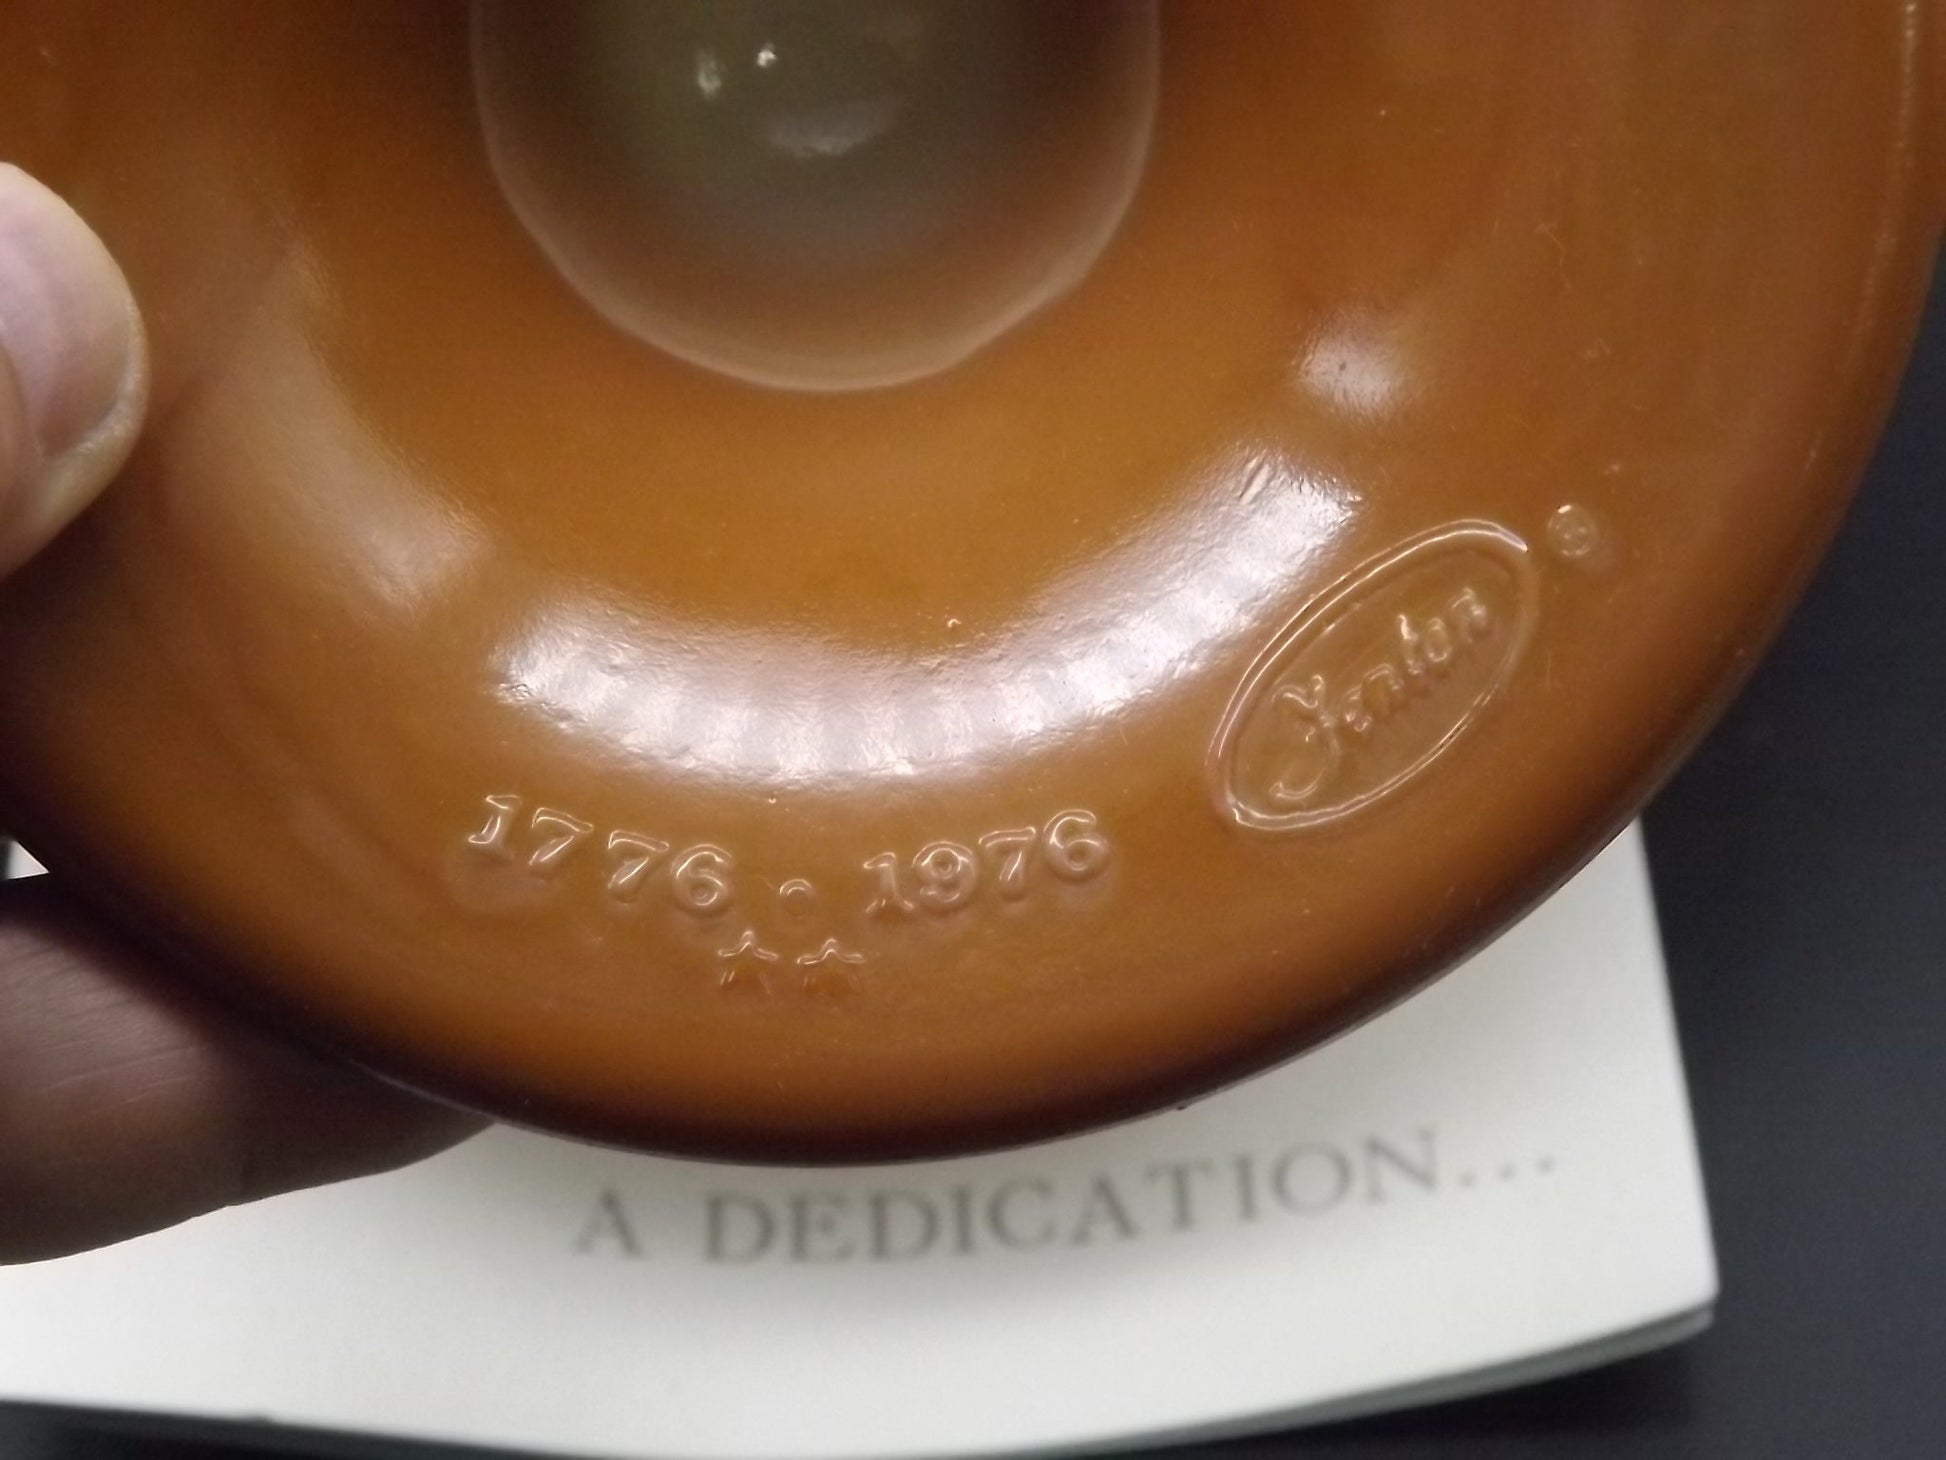 Fenton ®
1776 · 1976
★★
A DEDICATION...